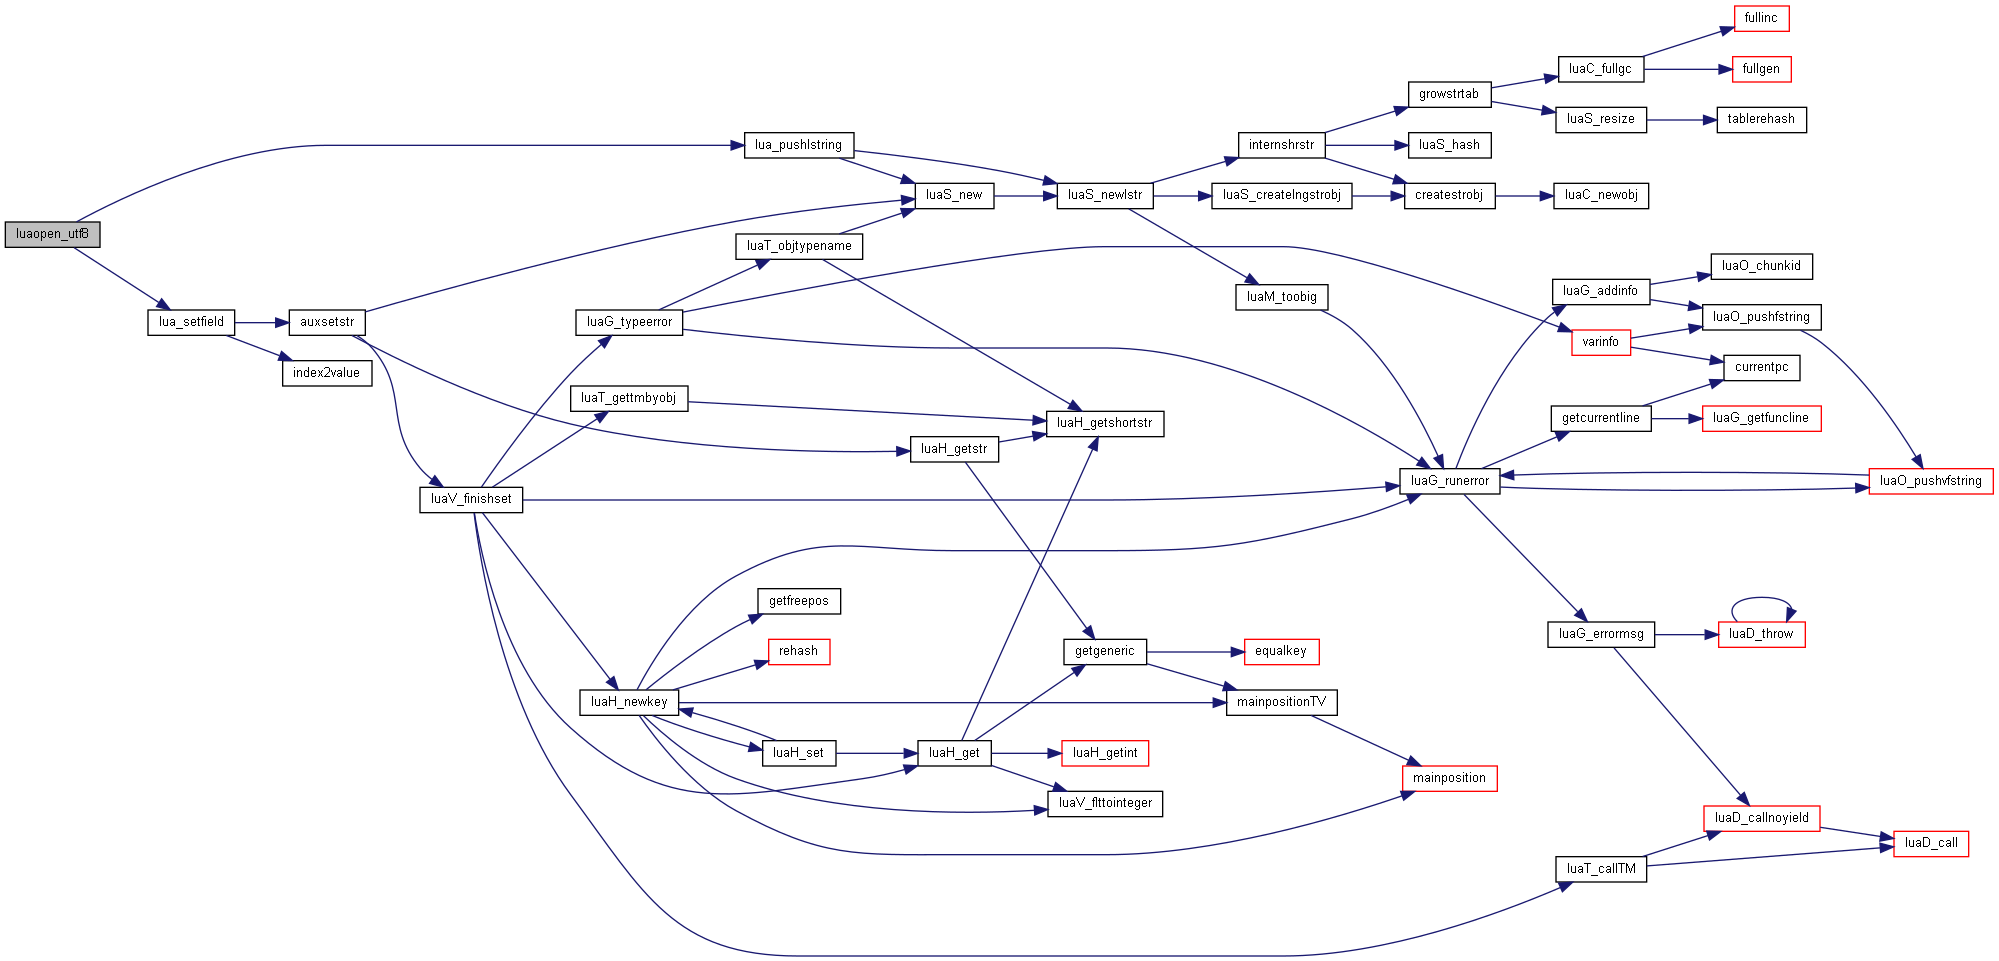 fullinc
luaC_fullgc
fullgen
growstrtab
luaS_resize
tablerehash
lua_pushlstring
internshrstr
luaS_hash
luaS_new
luaS_newlstr
luaS_createlngstrobj
createstrobj
luaC_newobj
luaopen_utf8
luaT_objtypename
luaO_chunkid
luaM_toobig
luaG_addinfo
lua_setfield
auxsetstr
luaG_typeerror
luaO_pushfstring
varinfo
index2value
currentpc
luaT_gettmbyobj
luaH_getshortstr
getcurrentline
luaG_getfuncline
luaH_getstr
luaV_finishset
luaG_runerror
luaO_pushvfstring
getfreepos
rehash
getgeneric
equalkey
luaG_errormsg
luaD_throw
luaH_newkey
mainpositionTV
luaH_set
luaH_get
luaH_getint
mainposition
luaV_flttointeger
luaD_callnoyield
luaD_call
luaT_callTM